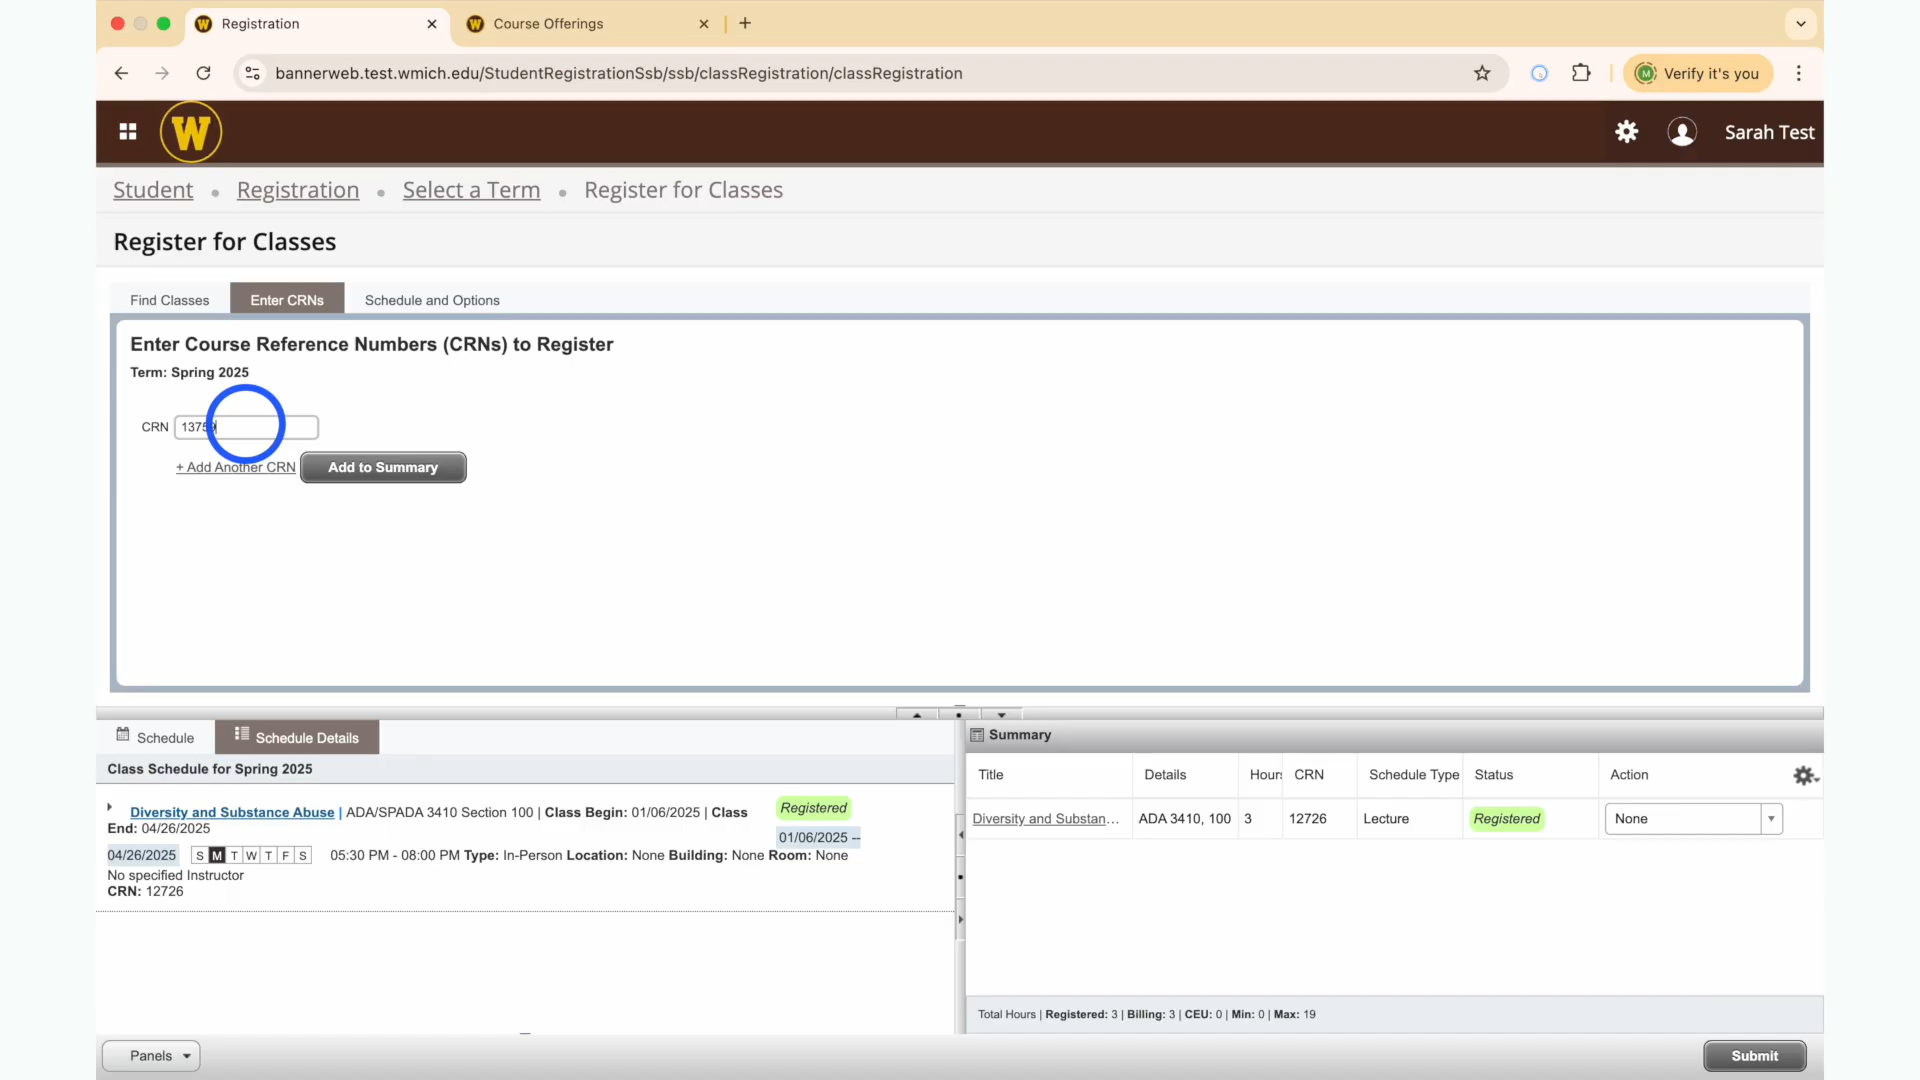 Registration
Course Offerings
bannerweb.test.wmich.edu/StudentRegistrationSsb/ssb/classRegistration/classRegistration
M Verify it's you
W
Sarah Test
Student • Registration • Select a Term • Register for Classes
Register for Classes
Find Classes
Enter CRNs
Schedule and Options
Enter Course Reference Numbers (CRNs) to Register
Term: Spring 2025
CRN 13759
+ Add Another CRN
Add to Summary
Schedule
Schedule Details
Class Schedule for Spring 2025
Diversity and Substance Abuse | ADA/SPADA 3410 Section 100 | Class Begin: 01/06/2025 | Class
End: 04/26/2025
Registered
01/06/2025 --
04/26/2025 S M T W T F S 05:30 PM - 08:00 PM Type: In-Person Location: None Building: None Room: None
No specified Instructor
CRN: 12726
Summary
Title Details Hours CRN Schedule Type Status Action
Diversity and Substan... ADA 3410, 100 3 12726 Lecture Registered None
Total Hours | Registered: 3 | Billing: 3 | CEU: 0 | Min: 0 | Max: 19
Panels
Submit